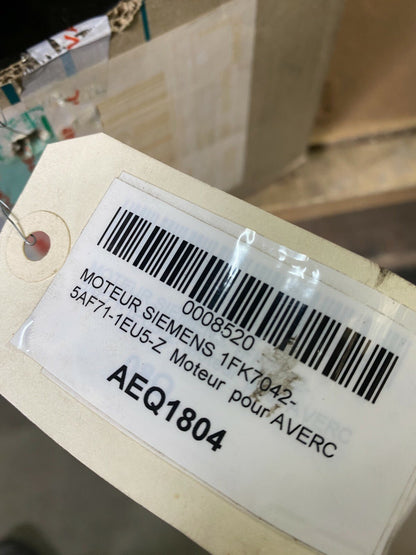 0008520
MOTEUR SIEMENS 1FK7042-
5AF71-1EU5-Z Moteur pour AVERC
AEQ1804